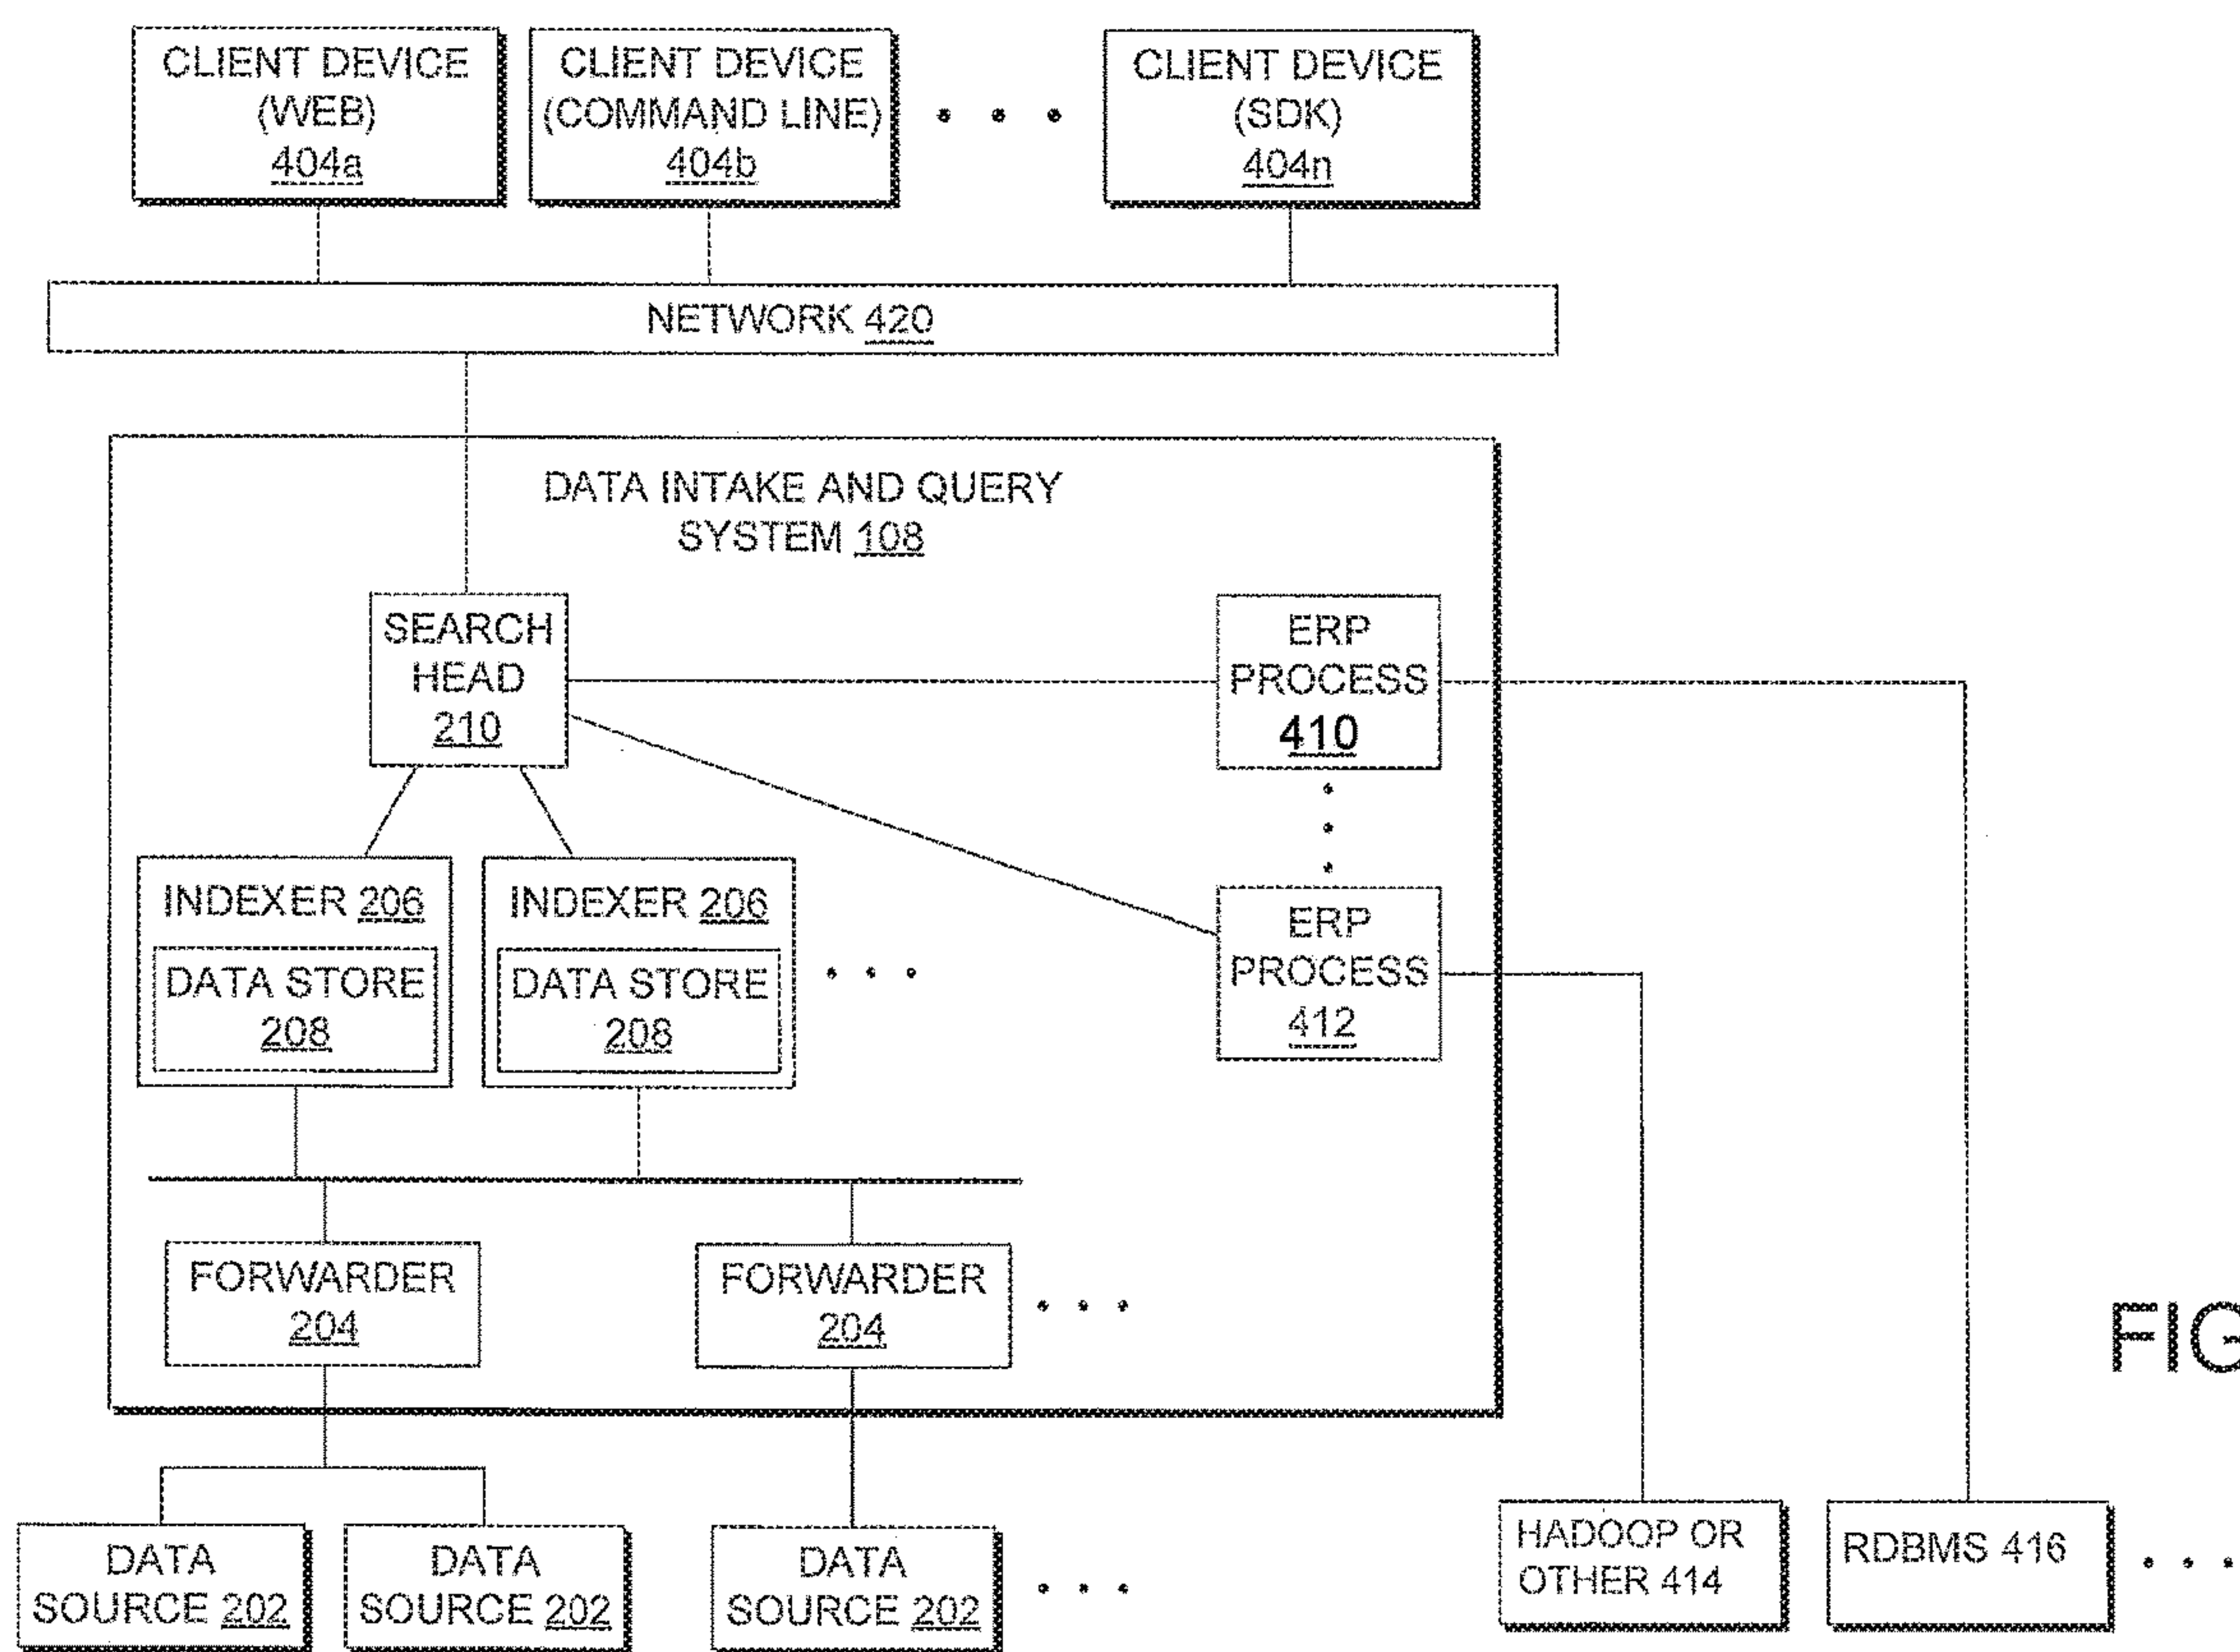 CLIENT DEVICE
(WEB)
404a
CLIENT DEVICE
(COMMAND LINE)
404b
CLIENT DEVICE
(SDK)
404n
NETWORK 420
DATA INTAKE AND QUERY
SYSTEM 108
SEARCH
HEAD
210
ERP
PROCESS
410
INDEXER 206
DATA STORE
208
INDEXER 206
DATA STORE
208
ERP
PROCESS
412
FORWARDER
204
FORWARDER
204
FIG
DATA
SOURCE 202
DATA
SOURCE 202
DATA
SOURCE 202
HADOOP OR
OTHER 414
RDBMS 416